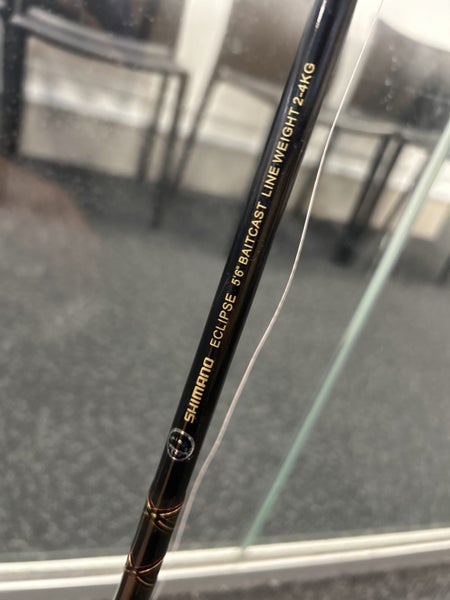 SHIMANO ECLIPSE 5'6" BAITCAST LINE WEIGHT 2-4KG